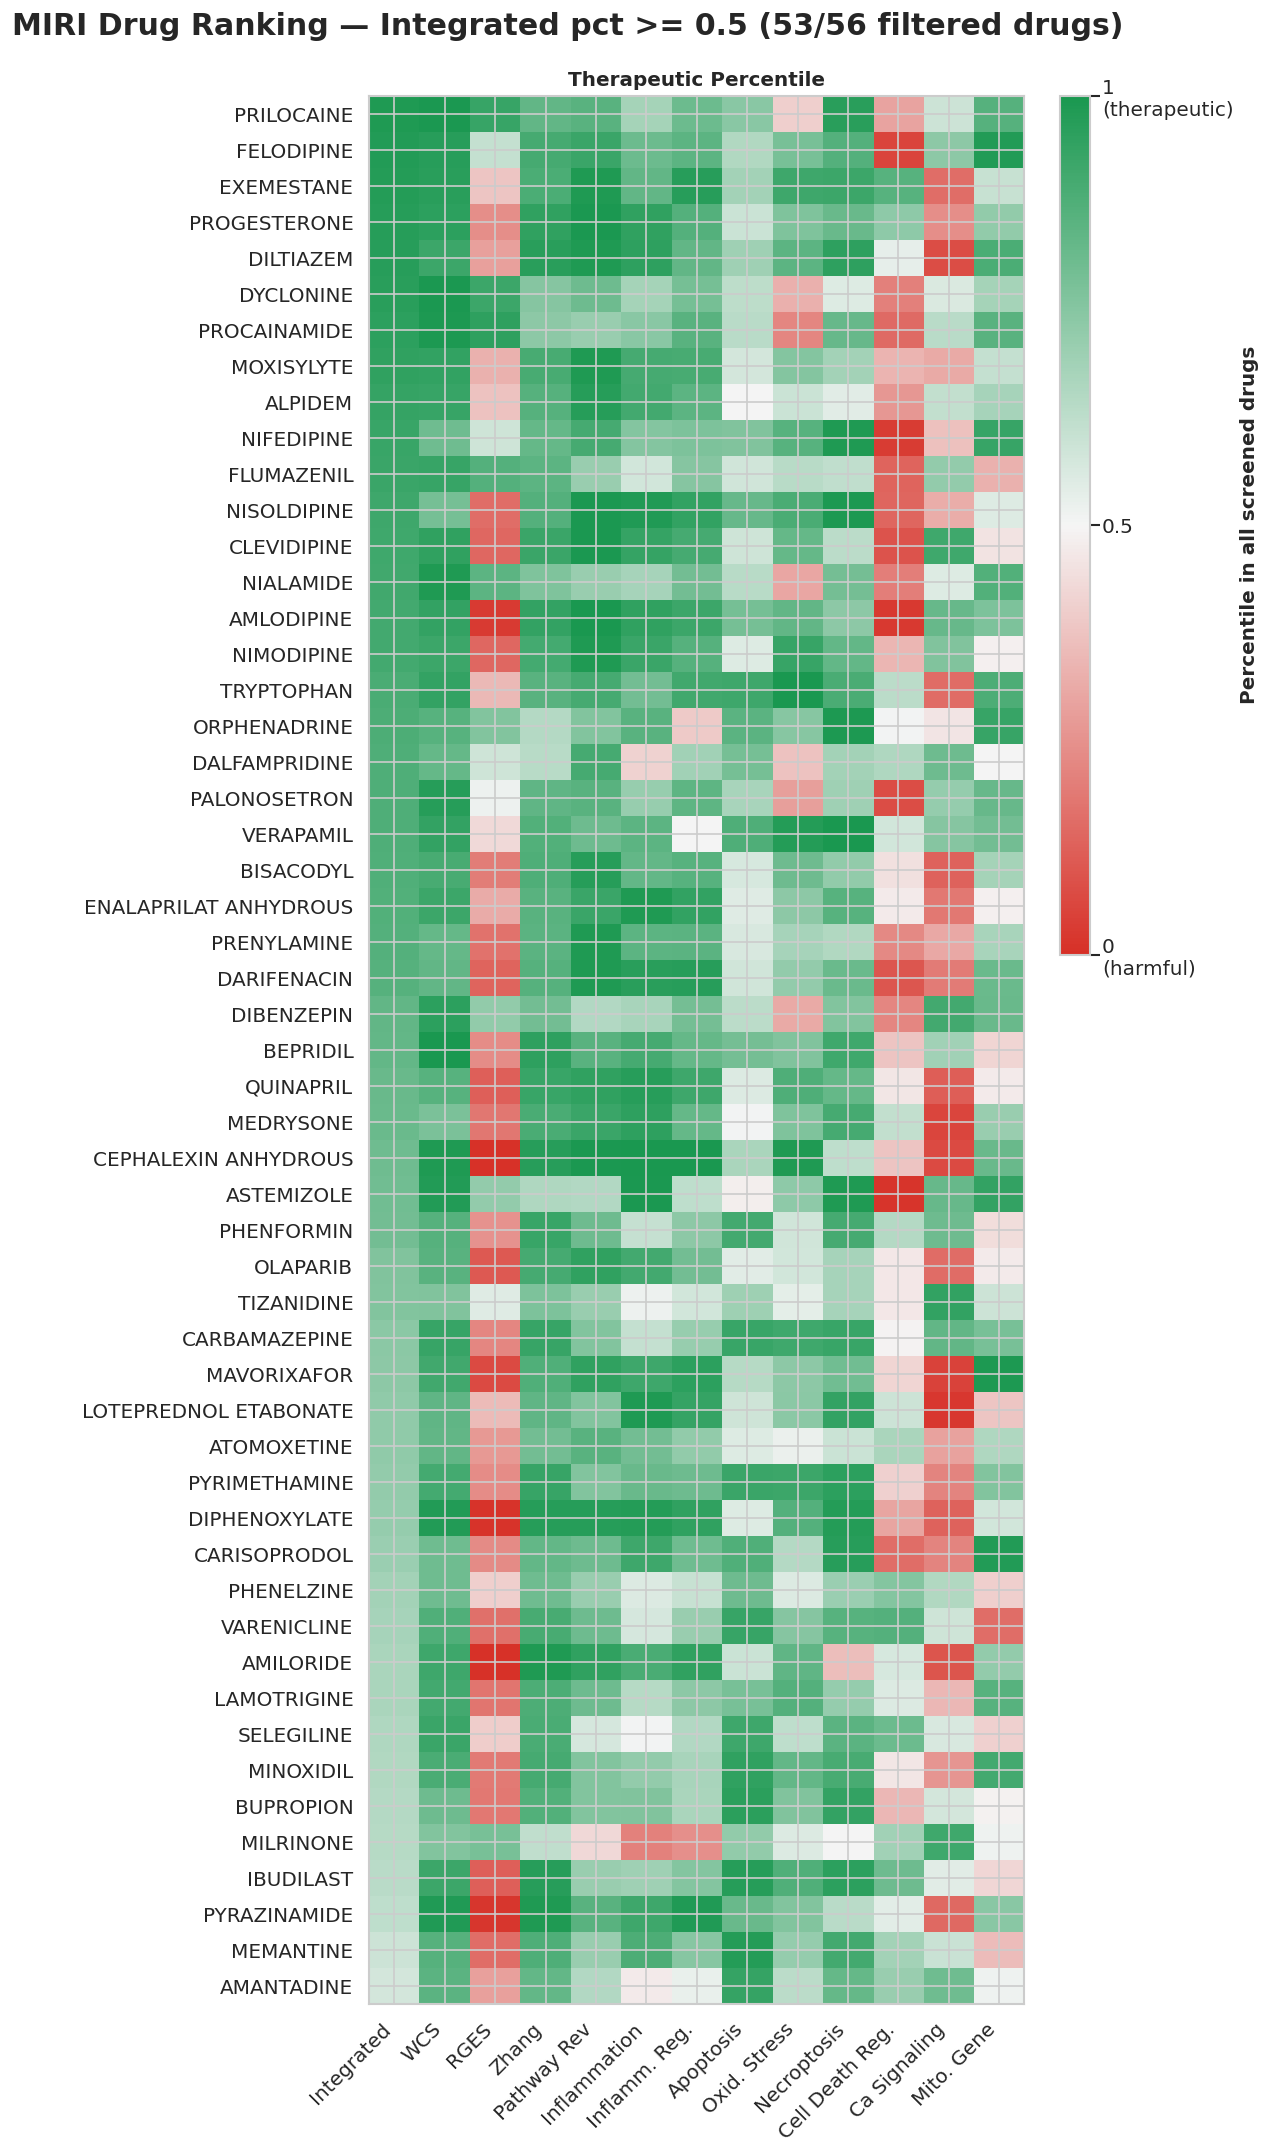 MIRI Drug Ranking — Integrated pct >= 0.5 (53/56 filtered drugs)
Therapeutic Percentile
PRILOCAINE
FELODIPINE
EXEMESTANE
PROGESTERONE
DILTIAZEM
DYCLONINE
PROCAINAMIDE
MOXISYLYTE
ALPIDEM
NIFEDIPINE
FLUMAZENIL
NISOLDIPINE
CLEVIDIPINE
NIALAMIDE
AMLODIPINE
NIMODIPINE
TRYPTOPHAN
ORPHENADRINE
DALFAMPRIDINE
PALONOSETRON
VERAPAMIL
BISACODYL
ENALAPRILAT ANHYDROUS
PRENYLAMINE
DARIFENACIN
DIBENZEPIN
BEPRIDIL
QUINAPRIL
MEDRYSONE
CEPHALEXIN ANHYDROUS
ASTEMIZOLE
PHENFORMIN
OLAPARIB
TIZANIDINE
CARBAMAZEPINE
MAVORIXAFOR
LOTEPREDNOL ETABONATE
ATOMOXETINE
PYRIMETHAMINE
DIPHENOXYLATE
CARISOPRODOL
PHENELZINE
VARENICLINE
AMILORIDE
LAMOTRIGINE
SELEGILINE
MINOXIDIL
BUPROPION
MILRINONE
IBUDILAST
PYRAZINAMIDE
MEMANTINE
AMANTADINE
Integrated
WCS
RGES
Zhang
Pathway Rev
Inflammation
Inflamm. Reg.
Apoptosis
Oxid. Stress
Necroptosis
Cell Death Reg.
Ca Signaling
Mito. Gene
1
(therapeutic)
0.5
0
(harmful)
Percentile in all screened drugs